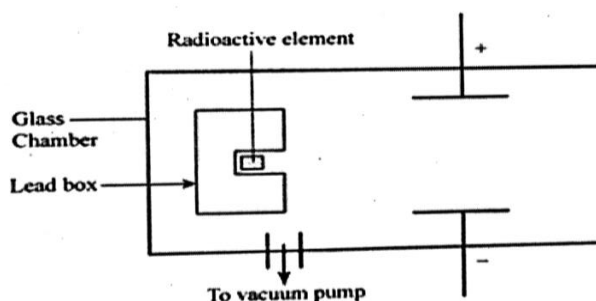 Radioactive element
+
Glass
Chamber
Lead box
−
To vacuum pump